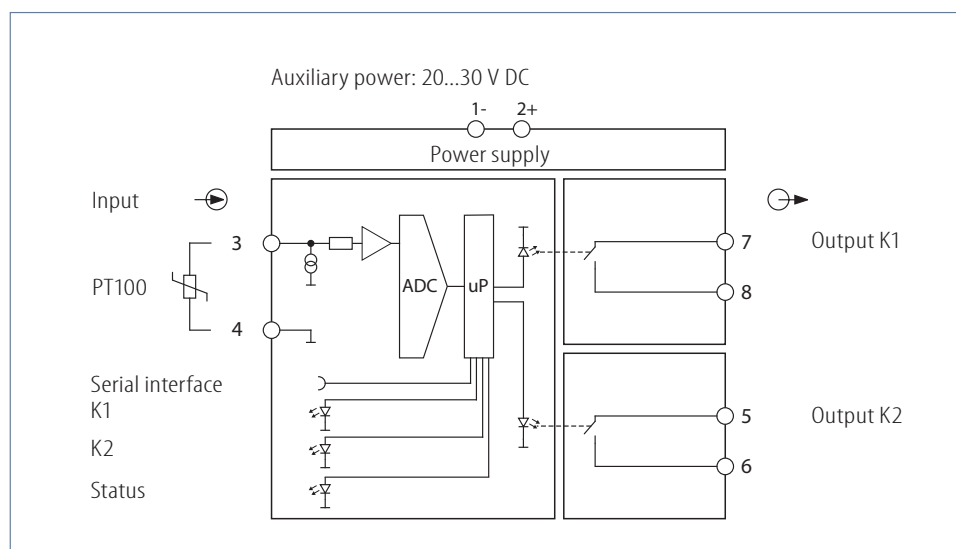 Auxiliary power: 20...30 V DC
1- 2+
Power supply
Input
3 7 Output K1
PT100 ADC uP 8
4
Serial interface
K1 5 Output K2
K2
6
Status